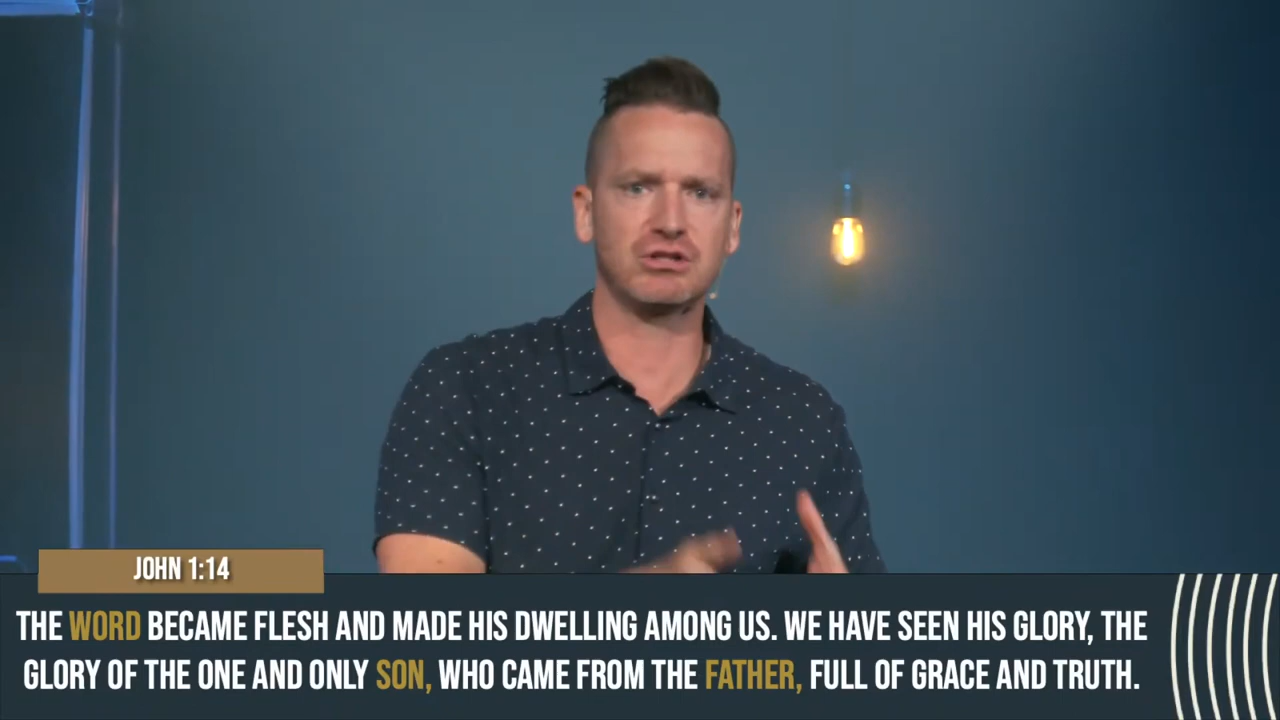 JOHN 1:14
THE WORD BECAME FLESH AND MADE HIS DWELLING AMONG US. WE HAVE SEEN HIS GLORY, THE
GLORY OF THE ONE AND ONLY SON, WHO CAME FROM THE FATHER, FULL OF GRACE AND TRUTH.